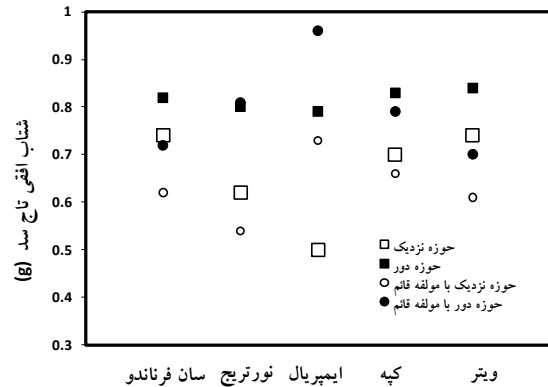 1
0.9
0.8
0.7
0.6
0.5
0.4
0.3
شتاب افقی تاج سد (g)
حوزه نزدیک
حوزه دور
حوزه نزدیک با مولفه قائم
حوزه دور با مولفه قائم
سان فرناندو
نورتریج
ایمپریال
کپه
ویتر